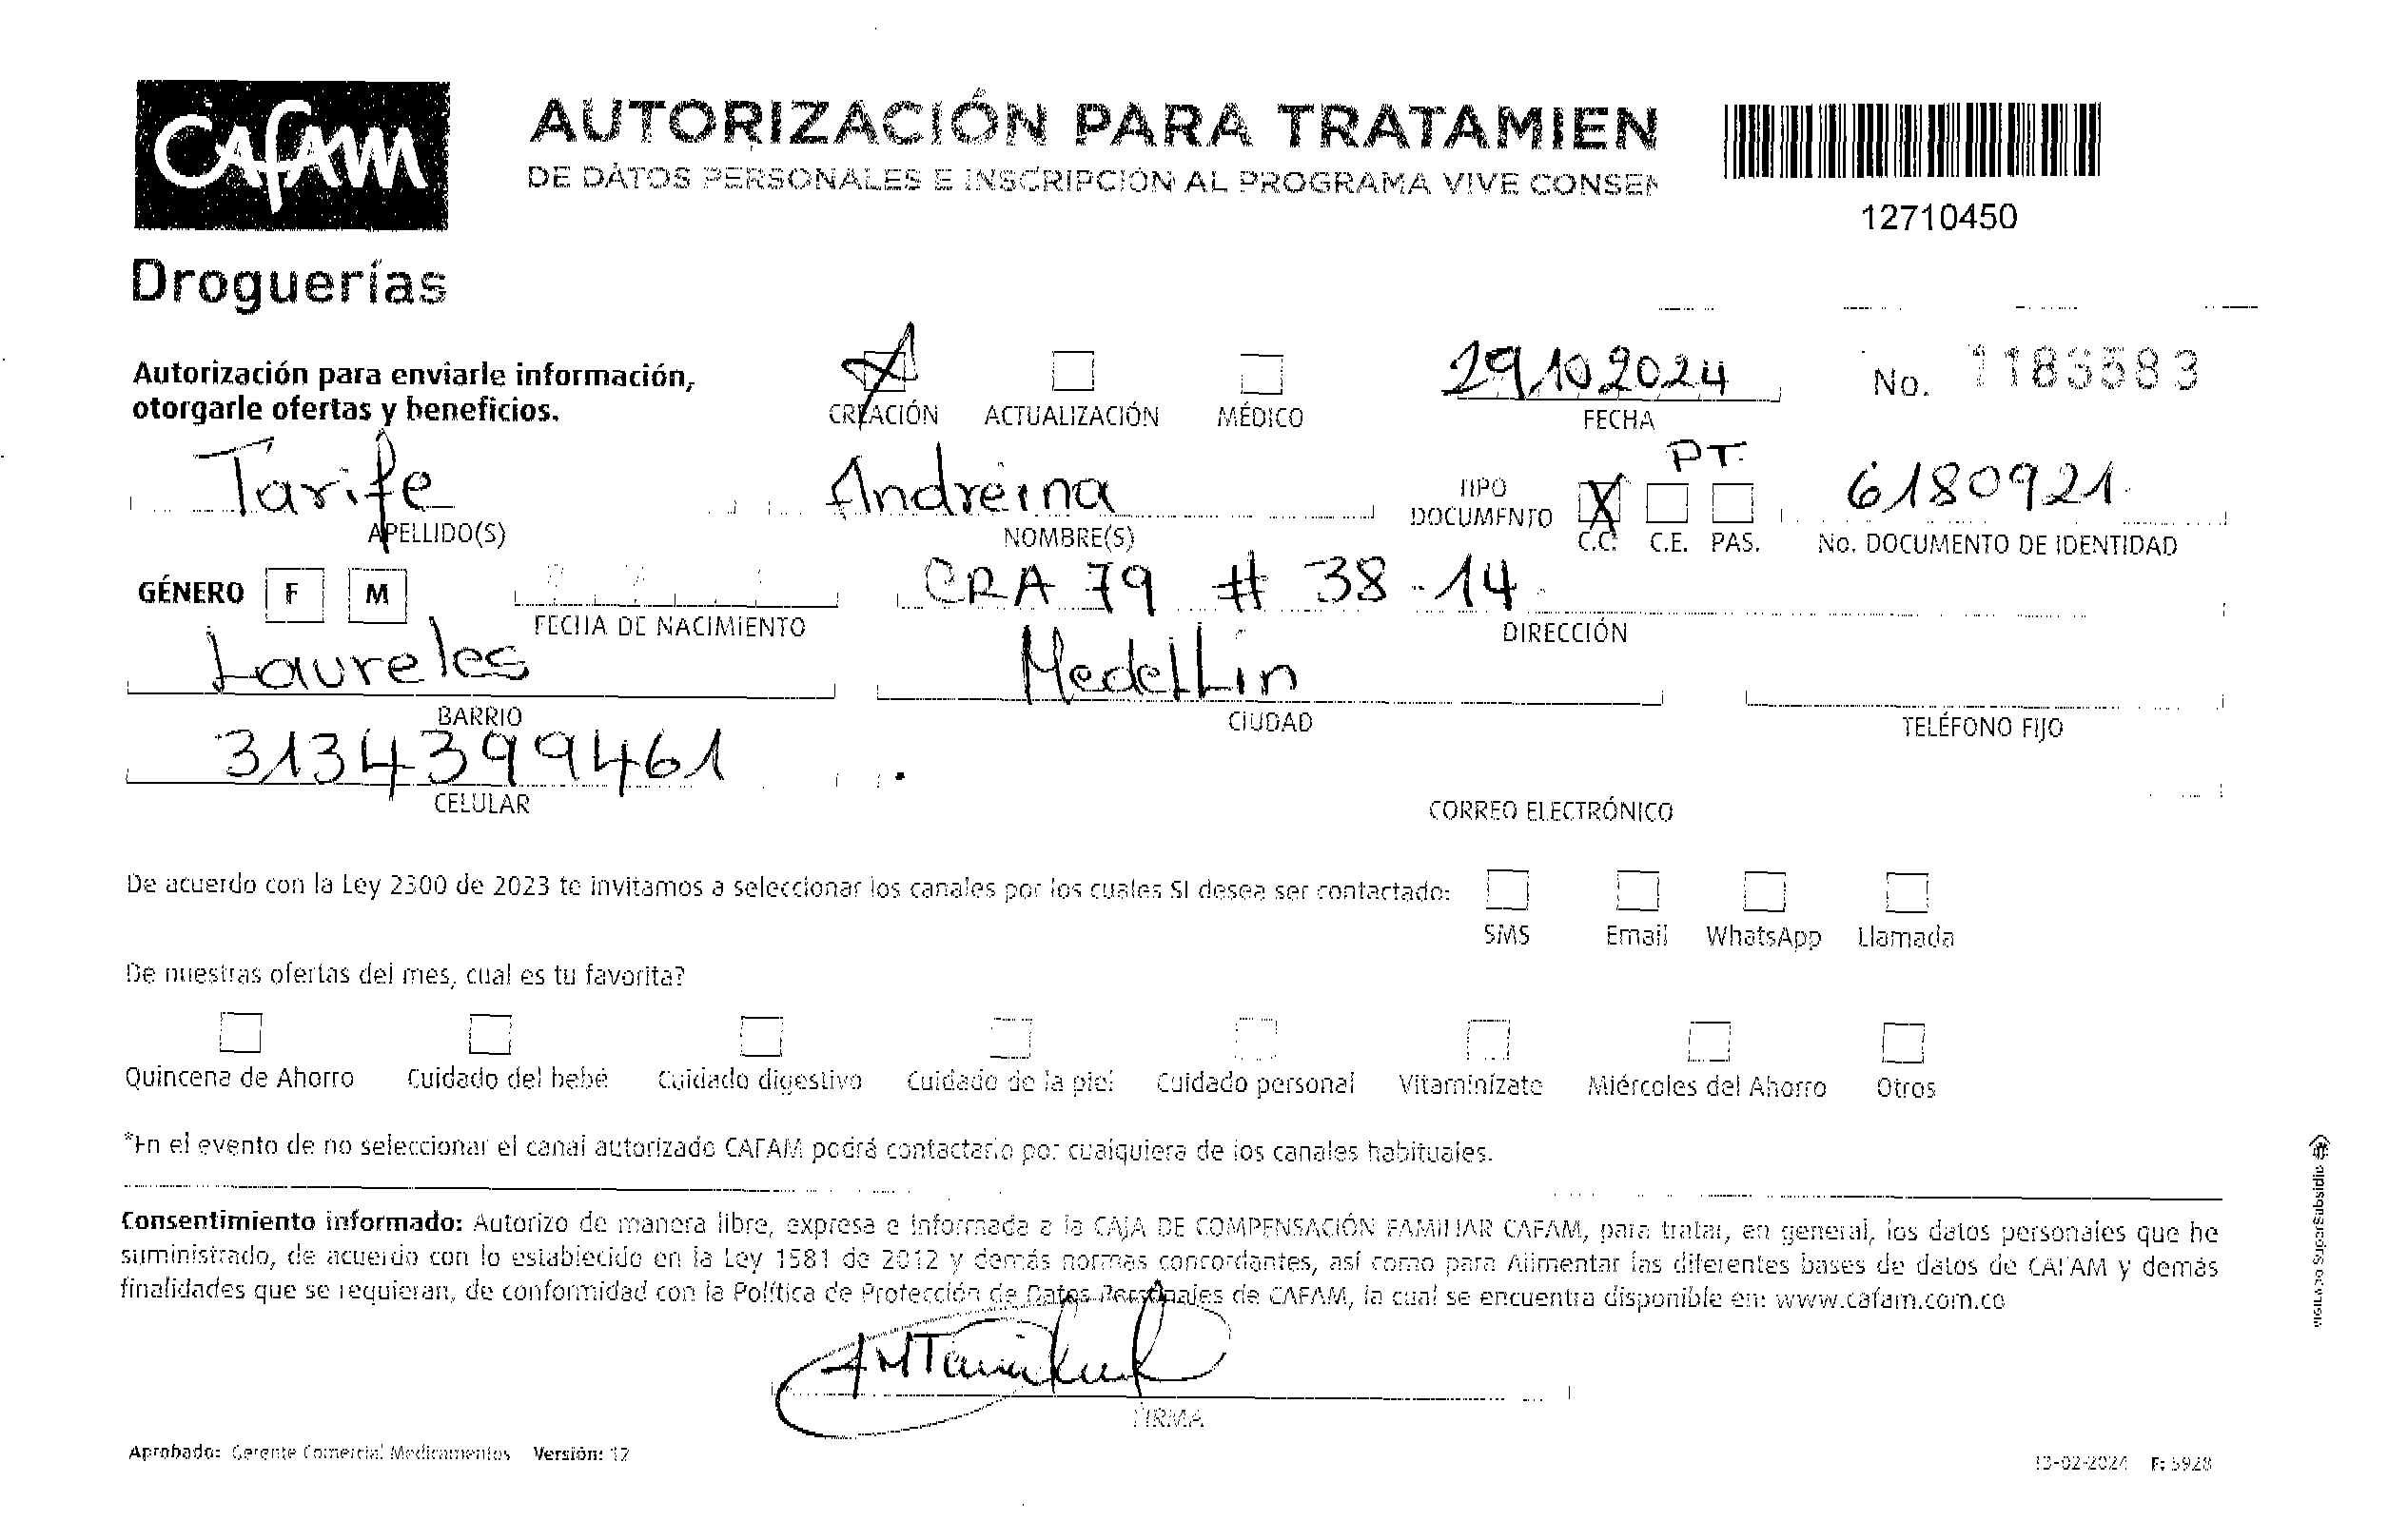 CAFAM
Droguerías
AUTORIZACIÓN PARA TRATAMIEN
DE DATOS PERSONALES E INSCRIPCIÓN AL PROGRAMA VIVE CONSEN
12710450
Autorización para enviarle información,
otorgarle ofertas y beneficios.
CREACIÓN ACTUALIZACIÓN MÉDICO
29102024
FECHA
No.
Tarife
APELLIDO(S)
Andreina
NOMBRE(S)
TIPO
DOCUMENTO
X
PT.
C.C. C.E. PAS.
6180921
No. DOCUMENTO DE IDENTIDAD
GÉNERO F M
FECHA DE NACIMIENTO
CRA 79 # 38-14
DIRECCIÓN
Laureles
BARRIO
Medellin
CIUDAD
TELÉFONO FIJO
3134399461
CELULAR
CORREO ELECTRÓNICO
De acuerdo con la Ley 2300 de 2023 te invitamos a seleccionar los canales por los cuales SI desea ser contactado:
SMS Email WhatsApp Llamada
De nuestras ofertas del mes, cual es tu favorita?
Quincena de Ahorro Cuidado del bebé Cuidado digestivo Cuidado de la piel Cuidado personal Vitaminízate Miércoles del Ahorro Otros
*En el evento de no seleccionar el canal autorizado CAFAM podrá contactarlo por cualquiera de los canales habituales.
Consentimiento informado: Autorizo de manera libre, expresa e informada a la CAJA DE COMPENSACIÓN FAMILIAR CAFAM, para tratar, en general, los datos personales que he
suministrado, de acuerdo con lo establecido en la Ley 1581 de 2012 y demás normas concordantes, así como para Alimentar las diferentes bases de datos de CAFAM y demás
finalidades que se requieran, de conformidad con la Política de Protección de Datos Personales de CAFAM, la cual se encuentra disponible en: www.cafam.com.co
FIRMA
Aprobado: Gerente Comercial Medicamentos Versión: 12
13-02-2024 F: 5928
VIGILADO SuperSubsidio